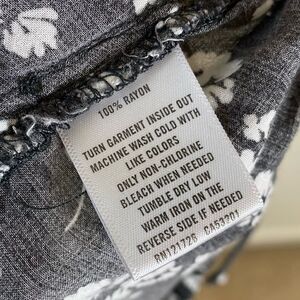 100% RAYON
TURN GARMENT INSIDE OUT
MACHINE WASH COLD WITH
LIKE COLORS
ONLY NON-CHLORINE
BLEACH WHEN NEEDED
TUMBLE DRY LOW
WARM IRON ON THE
REVERSE SIDE IF NEEDED
RN121726 CA53201